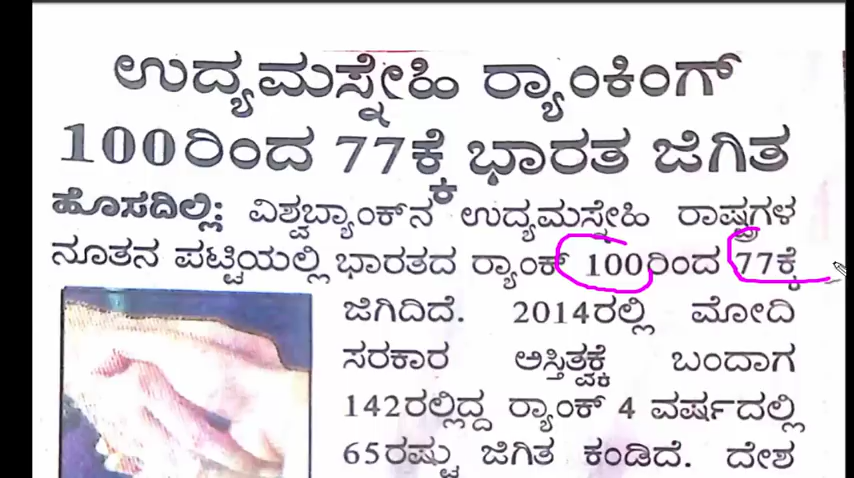 ಉದ್ಯಮಸ್ನೇಹಿ ರ‍್ಯಾಂಕಿಂಗ್
100ರಿಂದ 77ಕ್ಕೆ ಭಾರತ ಜಿಗಿತ
ಹೊಸದಿಲ್ಲಿ: ವಿಶ್ವಬ್ಯಾಂಕ್‌ನ ಉದ್ಯಮಸ್ನೇಹಿ ರಾಷ್ಟ್ರಗಳ
ನೂತನ ಪಟ್ಟಿಯಲ್ಲಿ ಭಾರತದ ರ‍್ಯಾಂಕ್ 100ರಿಂದ 77ಕ್ಕೆ
ಜಿಗಿದಿದೆ. 2014ರಲ್ಲಿ ಮೋದಿ
ಸರಕಾರ ಅಸ್ತಿತ್ವಕ್ಕೆ ಬಂದಾಗ
142ರಲ್ಲಿದ್ದ ರ‍್ಯಾಂಕ್ 4 ವರ್ಷದಲ್ಲಿ
65ರಷ್ಟು ಜಿಗಿತ ಕಂಡಿದೆ. ದೇಶ